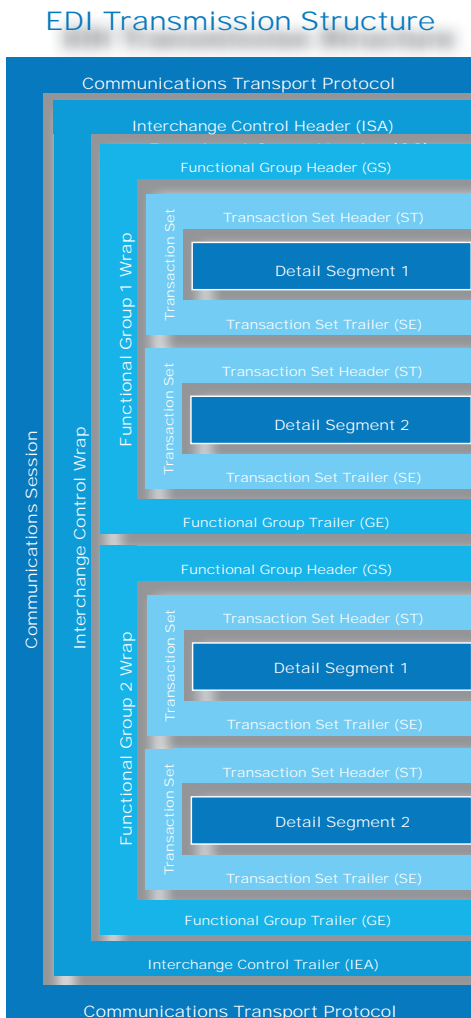 EDI Transmission Structure
Communications Transport Protocol
Interchange Control Header (ISA)
Functional Group Header (GS)
Transaction Set Header (ST)
Transaction Set
Detail Segment 1
Transaction Set Trailer (SE)
Functional Group 1 Wrap
Transaction Set Header (ST)
Transaction Set
Detail Segment 2
Transaction Set Trailer (SE)
Functional Group Trailer (GE)
Communications Session
Interchange Control Wrap
Functional Group Header (GS)
Transaction Set Header (ST)
Transaction Set
Detail Segment 1
Transaction Set Trailer (SE)
Functional Group 2 Wrap
Transaction Set Header (ST)
Transaction Set
Detail Segment 2
Transaction Set Trailer (SE)
Functional Group Trailer (GE)
Interchange Control Trailer (IEA)
Communications Transport Protocol